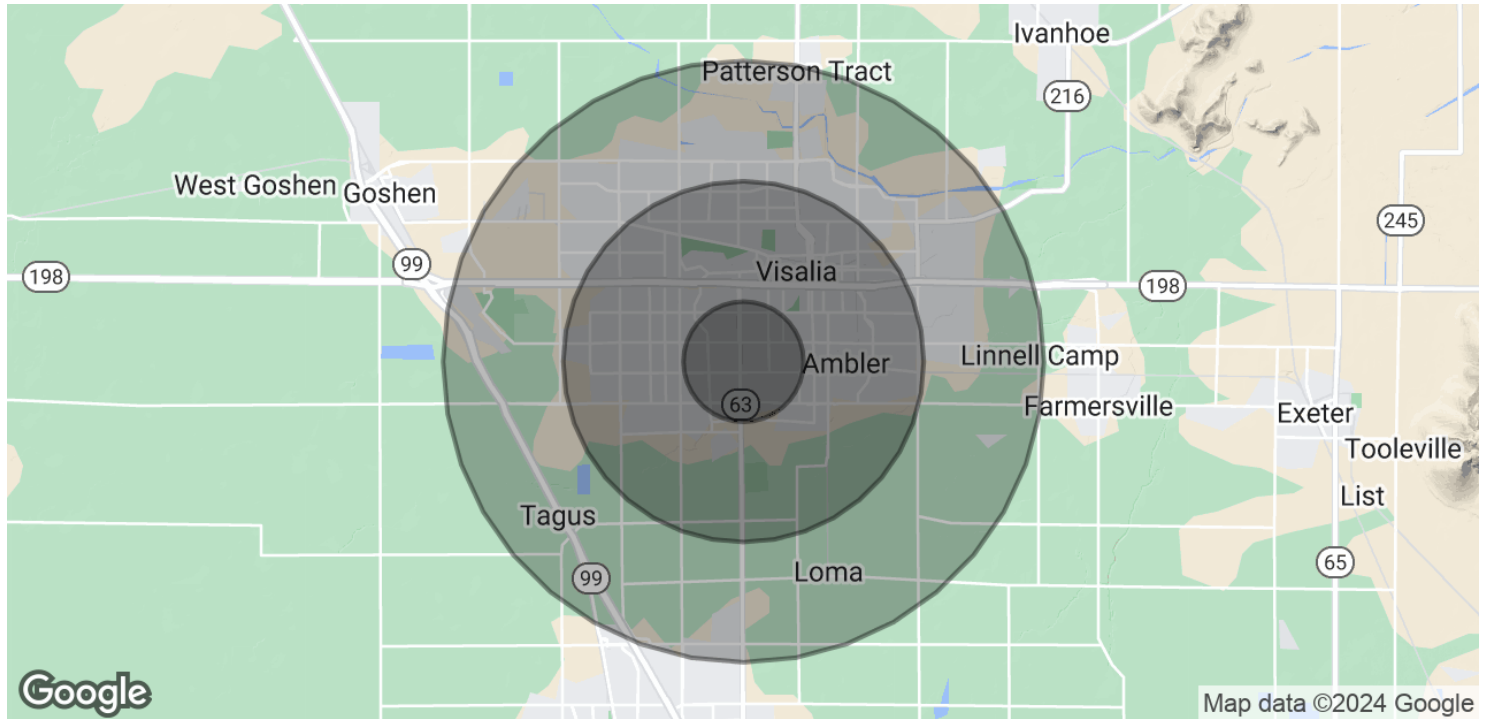 Ivanhoe
Patterson Tract
216
West Goshen
Goshen
245
99
Visalia
198
198
Linnell Camp
Ambler
63
Farmersville
Exeter
Tooleville
List
Tagus
65
Loma
99
Google
Map data ©2024 Google